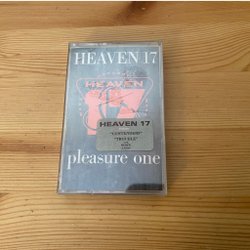 HEAVEN 17
HEAVEN
17
HEAVEN 17
"CONTENDERS"
"TROUBLE"
pleasure one